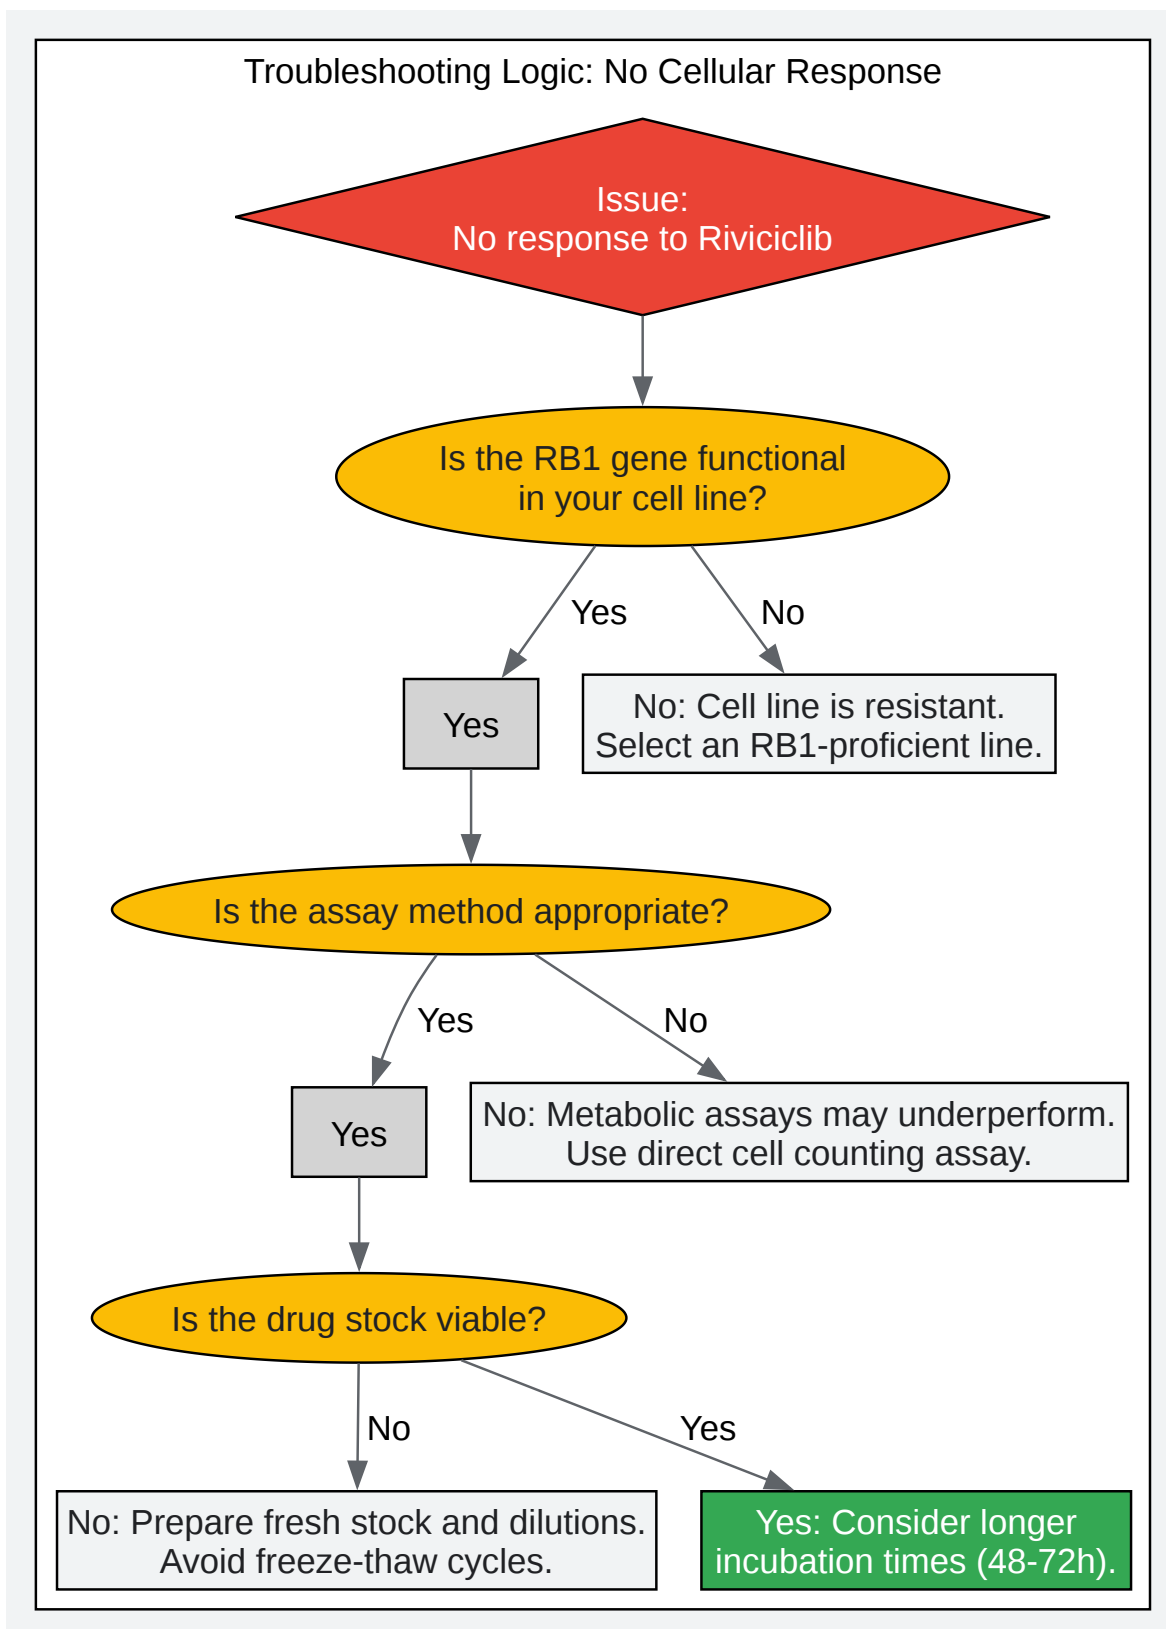 Troubleshooting Logic: No Cellular Response
Issue:
No response to Riviciclib
Is the RB1 gene functional
in your cell line?
Yes
No
Yes
No: Cell line is resistant.
Select an RB1-proficient line.
Is the assay method appropriate?
Yes
No
Yes
No: Metabolic assays may underperform.
Use direct cell counting assay.
Is the drug stock viable?
No
Yes
No: Prepare fresh stock and dilutions.
Avoid freeze-thaw cycles.
Yes: Consider longer
incubation times (48-72h).